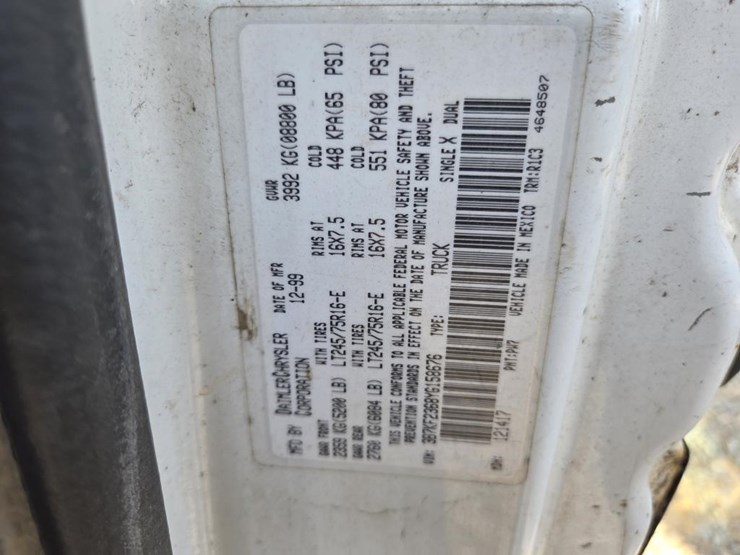 MFD BY DAIMLERCHRYSLER CORPORATION DATE OF MFR 12-99 GVWR 3992 KG(08800 LB)
GAWR FRONT WITH TIRES RIMS AT COLD
2359 KG(5200 LB) LT245/75R16-E 16X7.5 448 KPA(65 PSI)
GAWR REAR WITH TIRES RIMS AT COLD
2760 KG(6084 LB) LT245/75R16-E 16X7.5 551 KPA(80 PSI)
THIS VEHICLE CONFORMS TO ALL APPLICABLE FEDERAL MOTOR VEHICLE SAFETY AND THEFT
PREVENTION STANDARDS IN EFFECT ON THE DATE OF MANUFACTURE SHOWN ABOVE.
VIN: 3B7KF2368YG158676 TYPE: TRUCK SINGLE X DUAL
MDH: 121417 PNT:PW7 VEHICLE MADE IN MEXICO TRM:R1C3 4648507